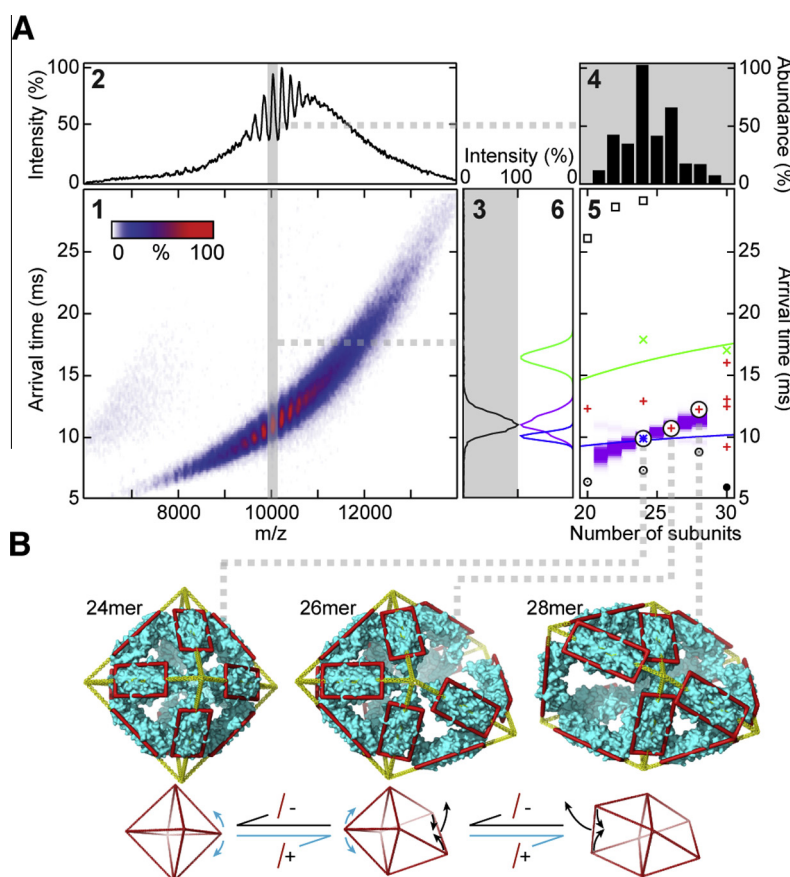 A
2
100
50
0
Intensity (%)
4
100
50
0
Abundance (%)
Intensity (%)
0
100
0
1
0 % 100
3
6
5
25
20
15
10
5
Arrival time (ms)
25
20
15
10
5
Arrival time (ms)
8000 10000 12000
m/z
20 25 30
Number of subunits
B
24mer
26mer
28mer
/ -
/ +
/ -
/ +